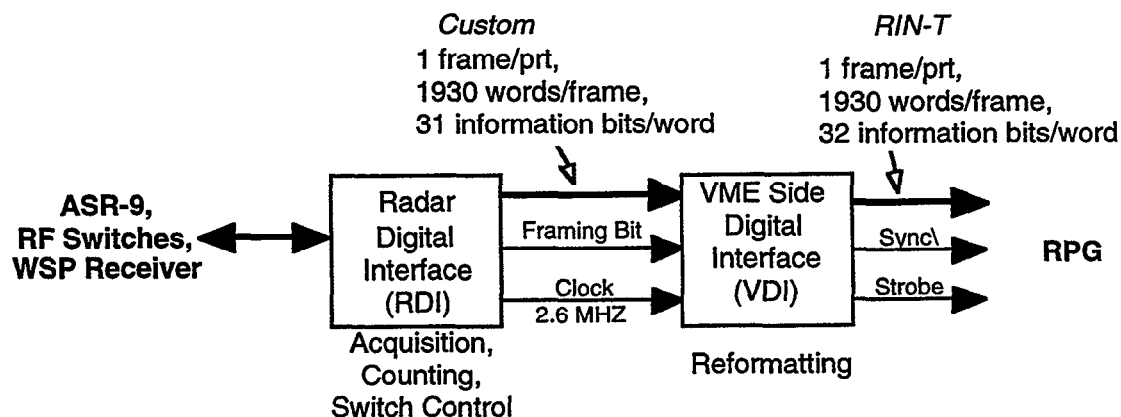 Custom
1 frame/prt,
1930 words/frame,
31 information bits/word
RIN-T
1 frame/prt,
1930 words/frame,
32 information bits/word
ASR-9,
RF Switches,
WSP Receiver
Radar
Digital
Interface
(RDI)
Framing Bit
Clock
2.6 MHZ
VME Side
Digital
Interface
(VDI)
Sync\
Strobe
RPG
Acquisition,
Counting,
Switch Control
Reformatting